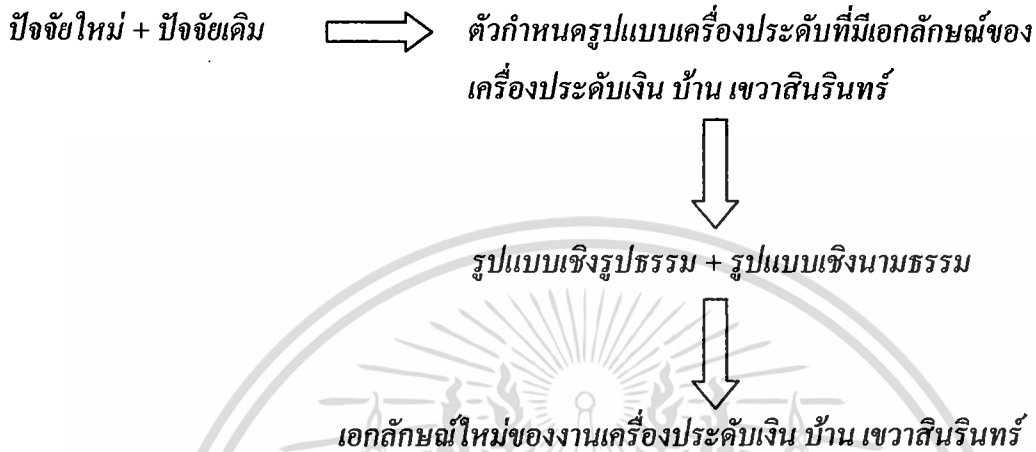 ปัจจัยใหม่ + ปัจจัยเดิม ตัวกำหนดรูปแบบเครื่องประดับที่มีเอกลักษณ์ของ
เครื่องประดับเงิน บ้าน เขวาสินรินทร์
รูปแบบเชิงรูปธรรม + รูปแบบเชิงนามธรรม
เอกลักษณ์ใหม่ของงานเครื่องประดับเงิน บ้าน เขวาสินรินทร์